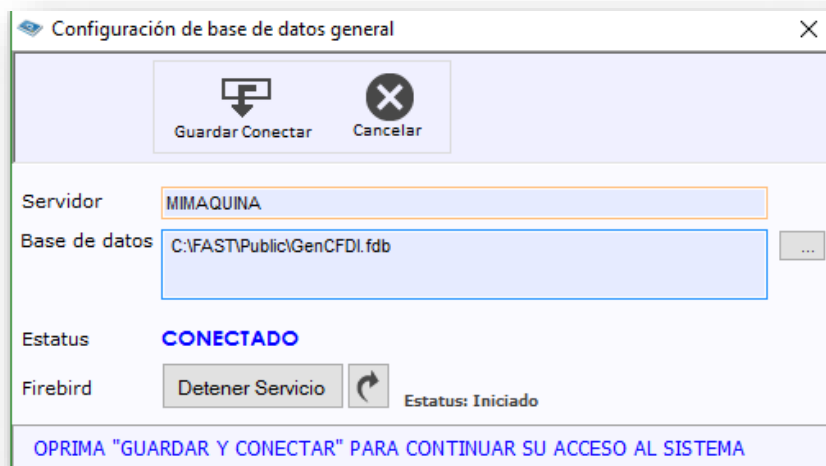 Configuración de base de datos general
Guardar Conectar
Cancelar
Servidor
MIMAQUINA
Base de datos
C:\FAST\Public\GenCFDI.fdb
...
Estatus
CONECTADO
Firebird
Detener Servicio
Estatus: Iniciado
OPRIMA "GUARDAR Y CONECTAR" PARA CONTINUAR SU ACCESO AL SISTEMA